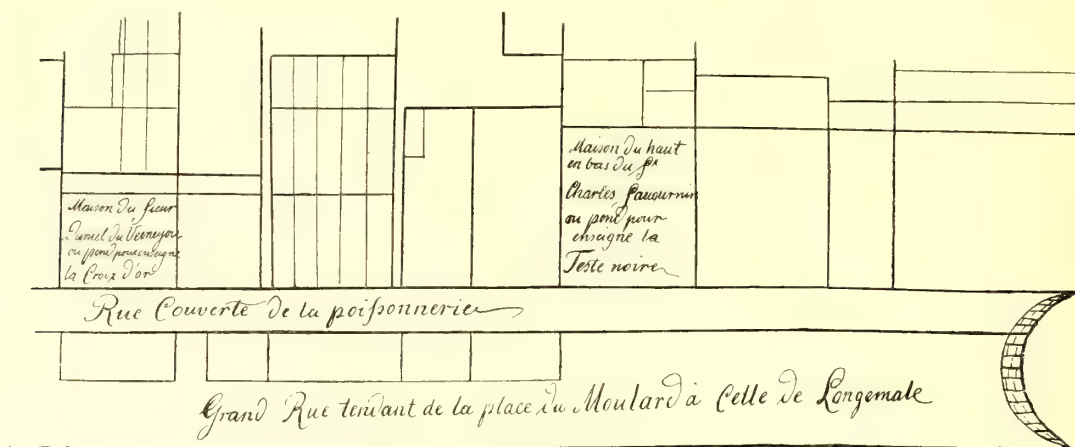 Maison du sieur
Daniel du Verneyou
ou pend pour enseigne
la Croix d'or
Maison du haut
en bas du Sr
Charles
ou pend pour
enseigne la
Teste noire
Rue Couverte de la poissonnerie
Grand Rue tendant de la place du Moulard à Celle de Longemale